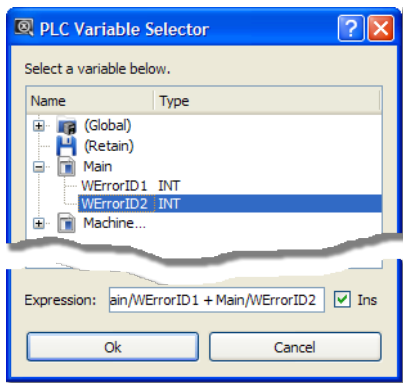 PLC Variable Selector
Select a variable below.
Name Type
(Global)
(Retain)
Main
WErrorID1 INT
WErrorID2 INT
Machine...
Expression: ain/WErrorID1 + Main/WErrorID2 Ins
Ok Cancel